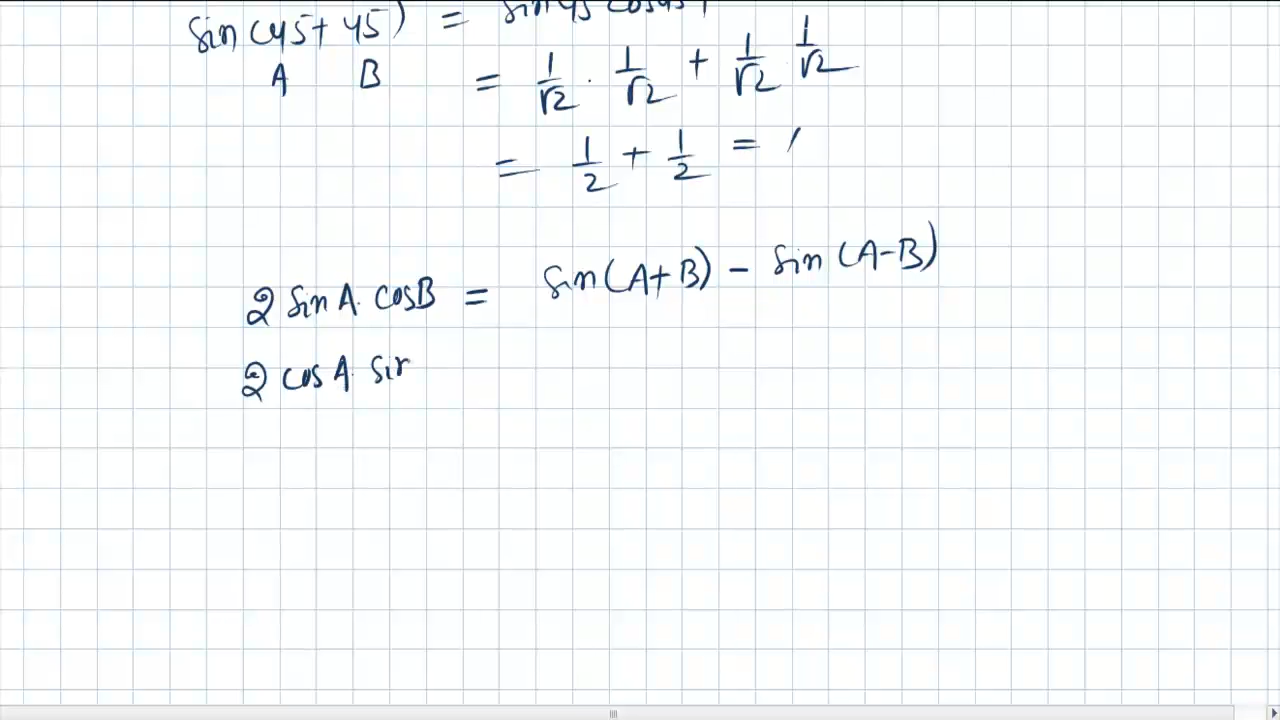 sin(45+ 45) = sin45 cos45 +
A B = 1/√2 . 1/√2 + 1/√2 1/√2
= 1/2 + 1/2 = 1
2 sin A. cosB = sin(A+B) - sin(A-B)
2 cos A. sin